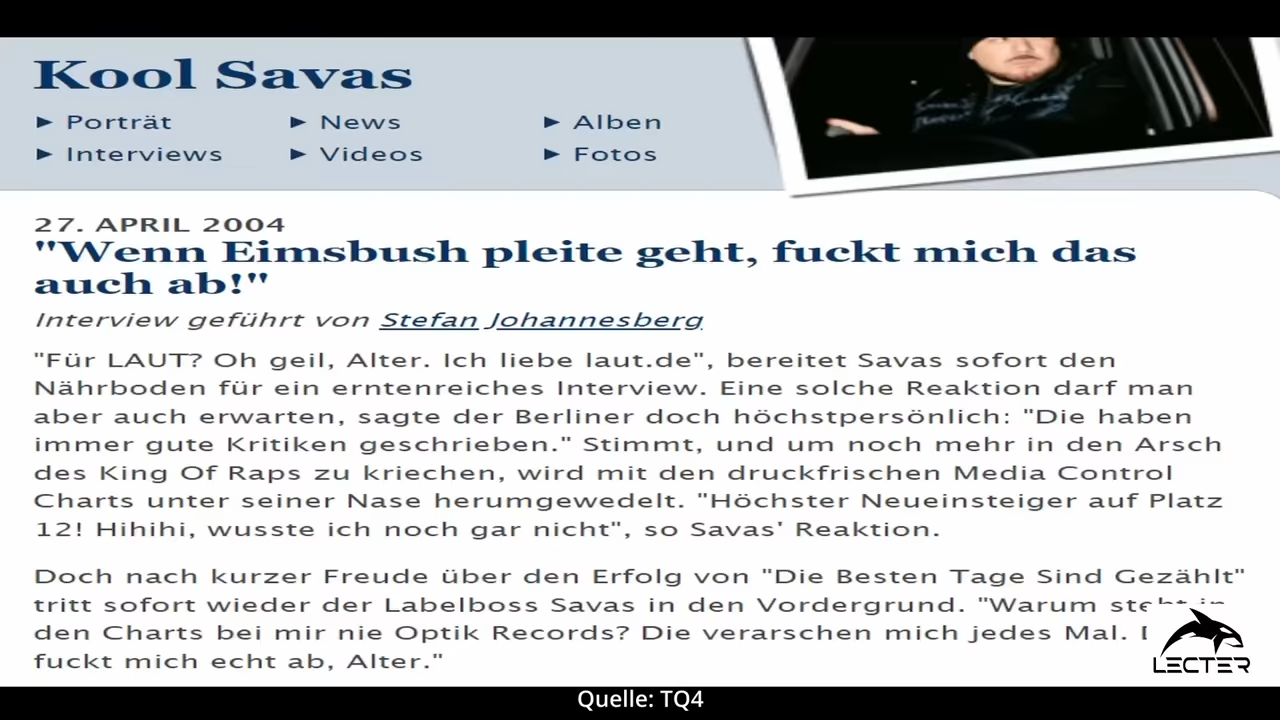 Kool Savas
► Porträt ► News ► Alben
► Interviews ► Videos ► Fotos
27. APRIL 2004
"Wenn Eimsbush pleite geht, fuckt mich das
auch ab!"
Interview geführt von Stefan Johannesberg
"Für LAUT? Oh geil, Alter. Ich liebe laut.de", bereitet Savas sofort den
Nährboden für ein erntenreiches Interview. Eine solche Reaktion darf man
aber auch erwarten, sagte der Berliner doch höchstpersönlich: "Die haben
immer gute Kritiken geschrieben." Stimmt, und um noch mehr in den Arsch
des King Of Raps zu kriechen, wird mit den druckfrischen Media Control
Charts unter seiner Nase herumgewedelt. "Höchster Neueinsteiger auf Platz
12! Hihihi, wusste ich noch gar nicht", so Savas' Reaktion.
Doch nach kurzer Freude über den Erfolg von "Die Besten Tage Sind Gezählt"
tritt sofort wieder der Labelboss Savas in den Vordergrund. "Warum steht in
den Charts bei mir nie Optik Records? Die verarschen mich jedes Mal.
fuckt mich echt ab, Alter."
LECTER
Quelle: TQ4